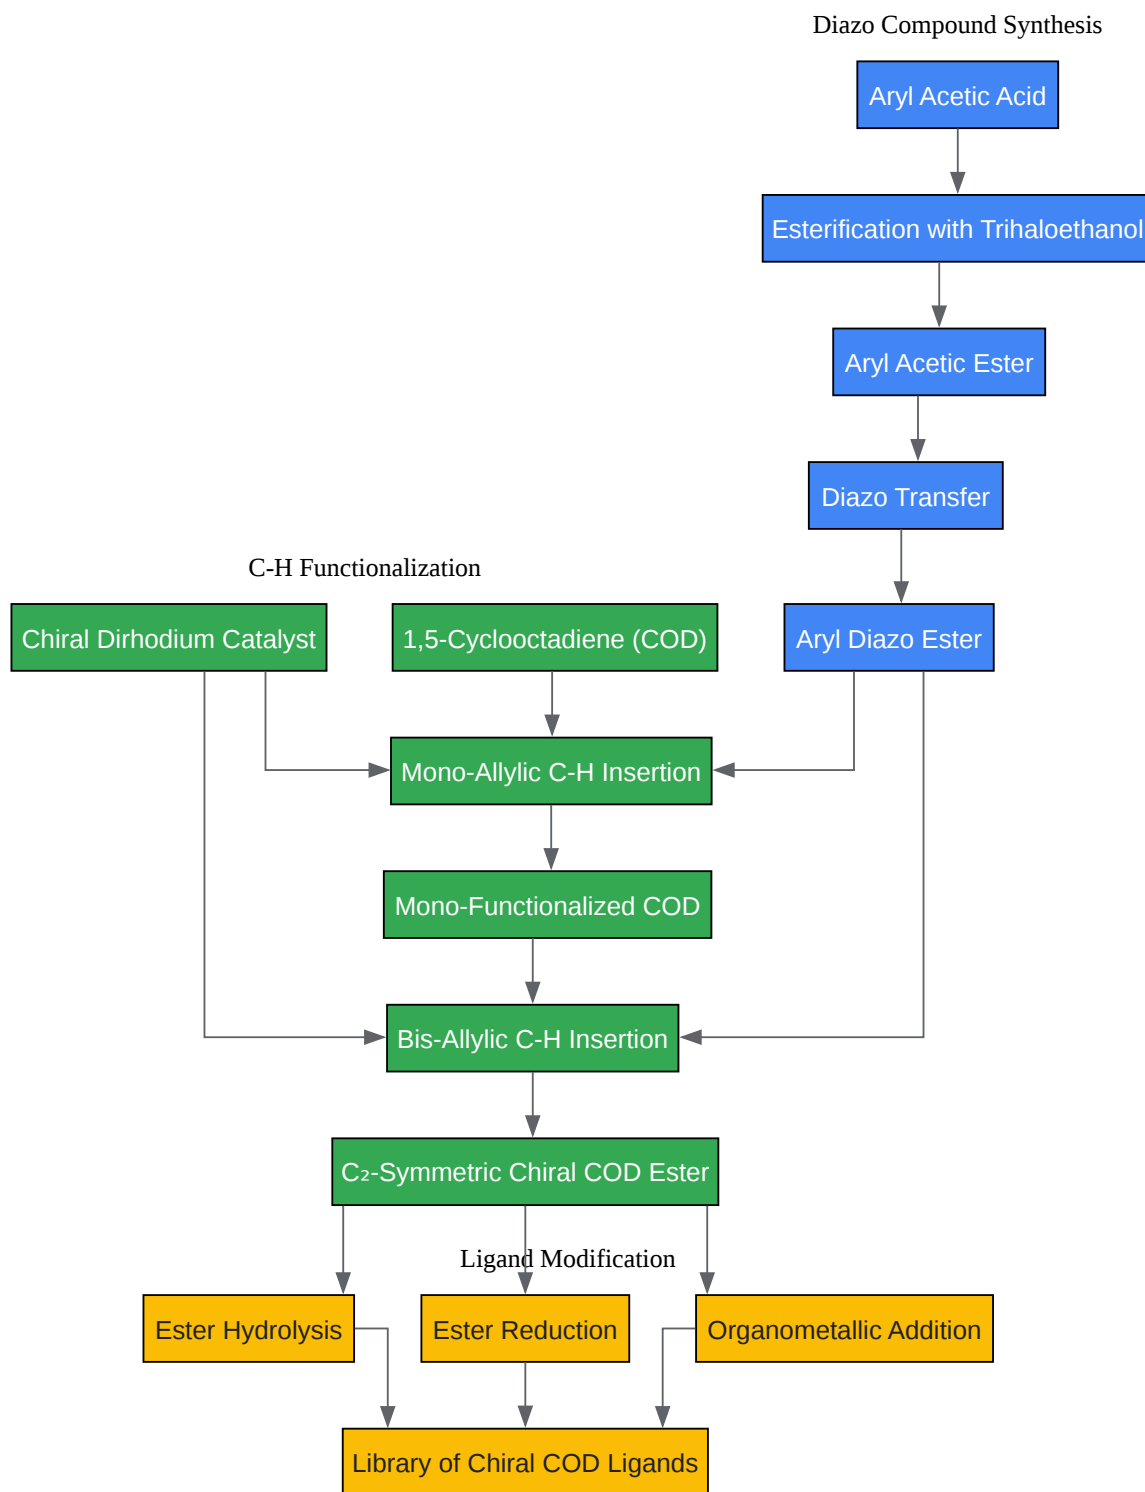 Diazo Compound Synthesis
Aryl Acetic Acid
Esterification with Trihaloethanol
Aryl Acetic Ester
Diazo Transfer
C-H Functionalization
Chiral Dirhodium Catalyst
1,5-Cyclooctadiene (COD)
Aryl Diazo Ester
Mono-Allylic C-H Insertion
Mono-Functionalized COD
Bis-Allylic C-H Insertion
C₂-Symmetric Chiral COD Ester
Ligand Modification
Ester Hydrolysis
Ester Reduction
Organometallic Addition
Library of Chiral COD Ligands